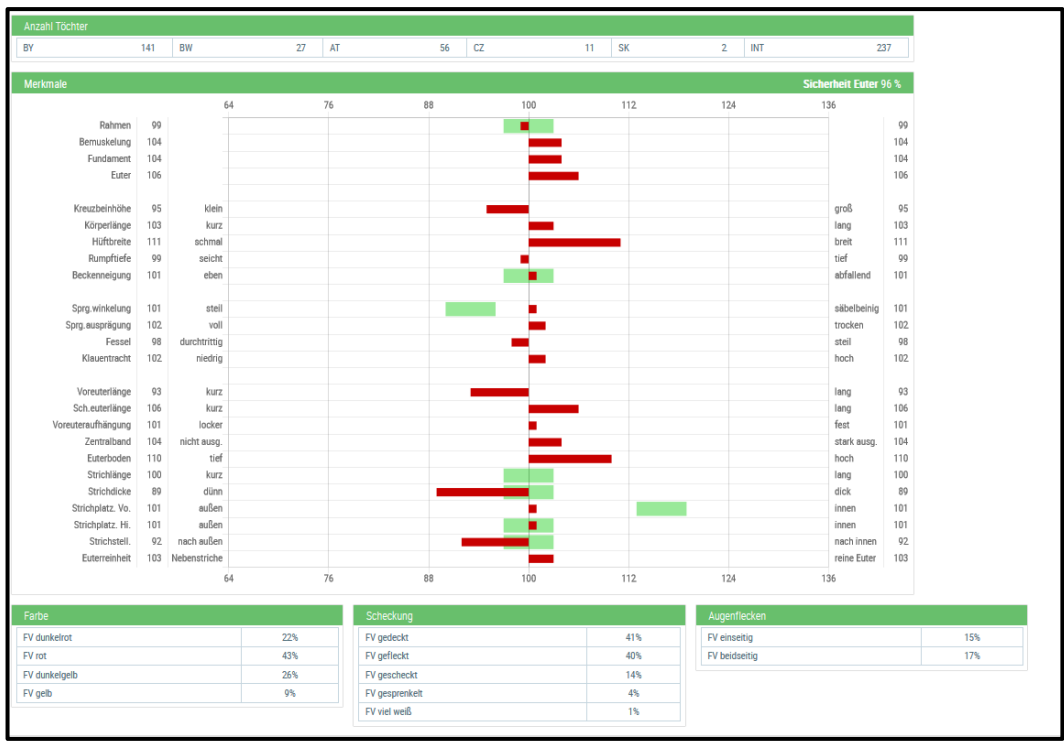 Anzahl Töchter
BY 141 BW 27 AT 56 CZ 11 SK 2 INT 237
Merkmale Sicherheit Euter 96 %
64 76 88 100 112 124 136
Rahmen 99 99
Bemuskelung 104 104
Fundament 104 104
Euter 106 106
Kreuzbeinhöhe 95 klein groß 95
Körperlänge 103 kurz lang 103
Hüftbreite 111 schmal breit 111
Rumpftiefe 99 seicht tief 99
Beckenneigung 101 eben abfallend 101
Sprg.winkelung 101 steil säbelbeinig 101
Sprg.ausprägung 102 voll trocken 102
Fessel 98 durchtrittig steil 98
Klauentracht 102 niedrig hoch 102
Voreuterlänge 93 kurz lang 93
Sch.euterlänge 106 kurz lang 106
Voreuteraufhängung 101 locker fest 101
Zentralband 104 nicht ausg. stark ausg. 104
Euterboden 110 tief hoch 110
Strichlänge 100 kurz lang 100
Strichdicke 89 dünn dick 89
Strichplatz. Vo. 101 außen innen 101
Strichplatz. Hi. 101 außen innen 101
Strichstell. 92 nach außen nach innen 92
Euterreinheit 103 Nebenstriche reine Euter 103
64 76 88 100 112 124 136
Farbe
FV dunkelrot 22%
FV rot 43%
FV dunkelgelb 26%
FV gelb 9%
Scheckung
FV gedeckt 41%
FV gefleckt 40%
FV gescheckt 14%
FV gesprenkelt 4%
FV viel weiß 1%
Augenflecken
FV einseitig 15%
FV beidseitig 17%